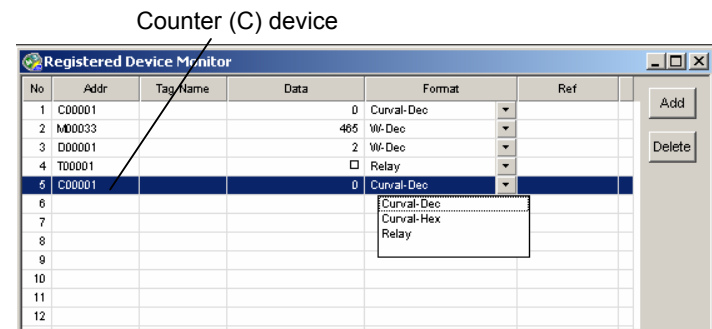 Counter (C) device
Registered Device Monitor
No Addr Tag Name Data Format Ref
1 C00001 0 Curval-Dec
2 M00033 465 W-Dec
3 D00001 2 W-Dec
4 T00001 Relay
5 C00001 0 Curval-Dec
6 Curval-Dec
7 Curval-Hex
8 Relay
9
10
11
12
Add
Delete